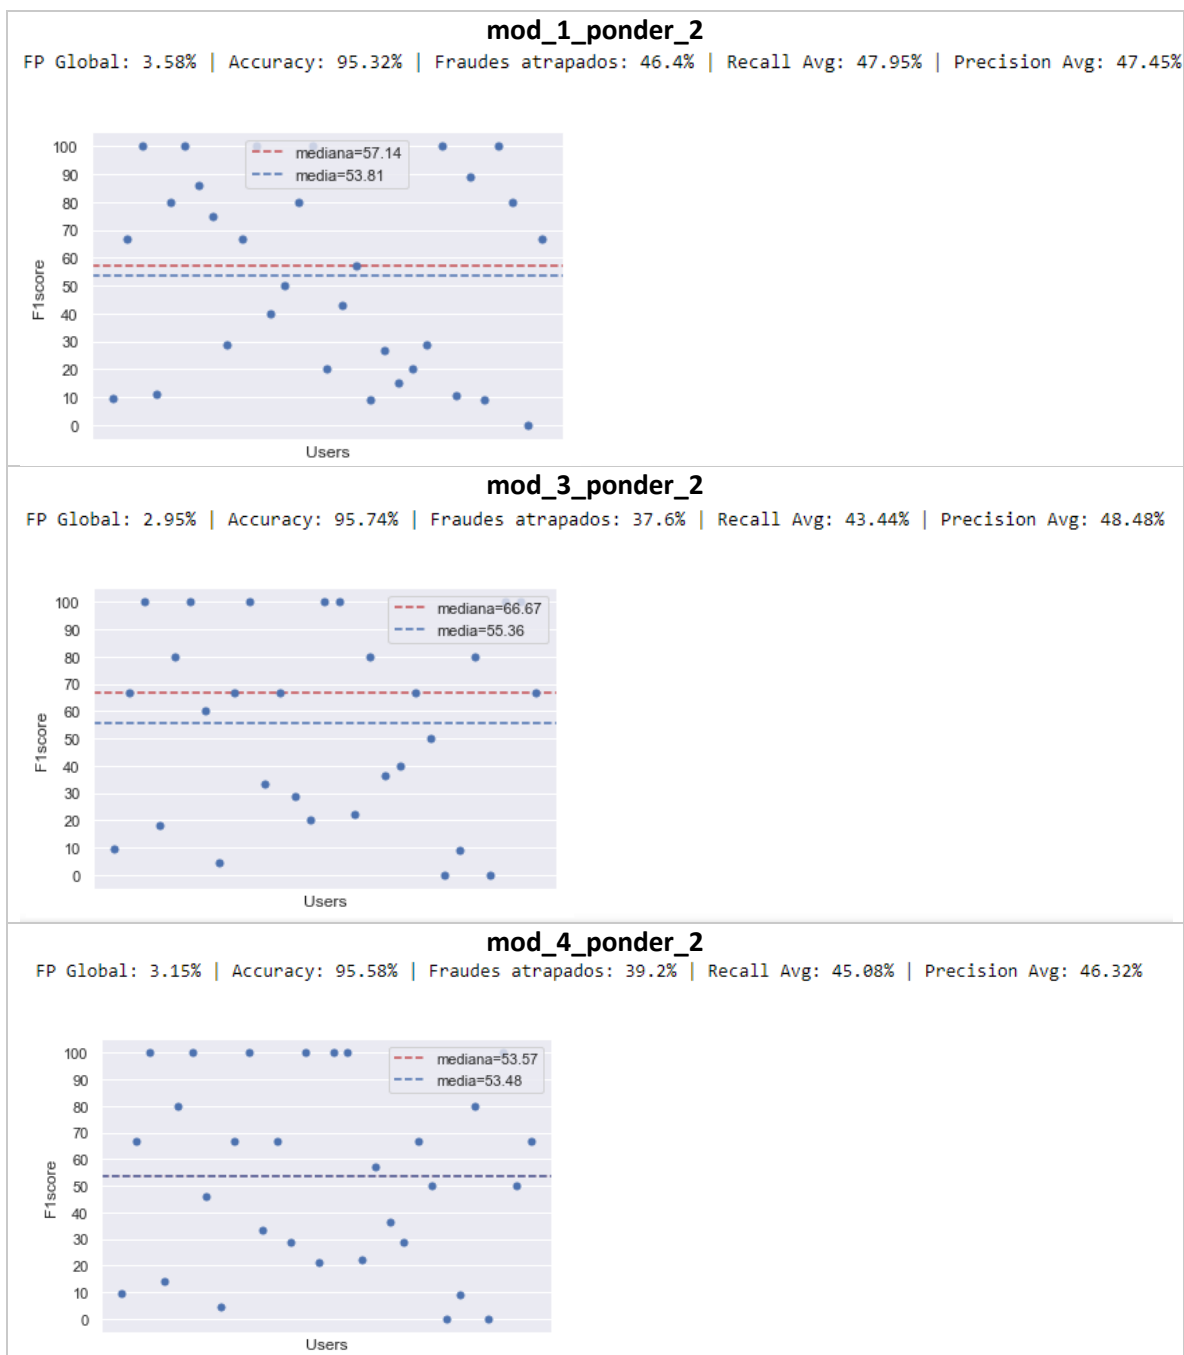 mod_1_ponder_2
FP Global: 3.58% | Accuracy: 95.32% | Fraudes atrapados: 46.4% | Recall Avg: 47.95% | Precision Avg: 47.45%
100
90
80
70
60
50
40
30
20
10
0
F1score
mediana=57.14
media=53.81
Users
mod_3_ponder_2
FP Global: 2.95% | Accuracy: 95.74% | Fraudes atrapados: 37.6% | Recall Avg: 43.44% | Precision Avg: 48.48%
100
90
80
70
60
50
40
30
20
10
0
F1score
mediana=66.67
media=55.36
Users
mod_4_ponder_2
FP Global: 3.15% | Accuracy: 95.58% | Fraudes atrapados: 39.2% | Recall Avg: 45.08% | Precision Avg: 46.32%
100
90
80
70
60
50
40
30
20
10
0
F1score
mediana=53.57
media=53.48
Users